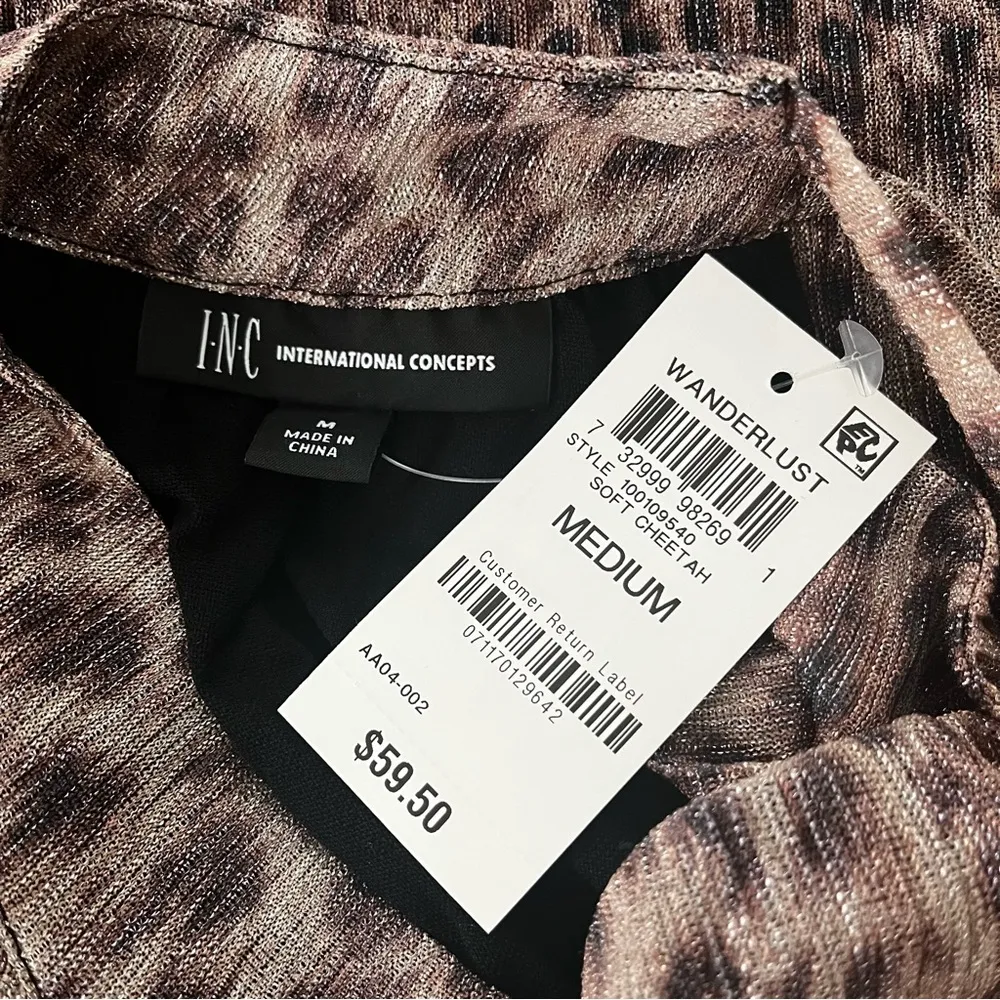 I·N·C INTERNATIONAL CONCEPTS
M
MADE IN
CHINA
WANDERLUST
7 32999 98269 1
STYLE 100109540
SOFT CHEETAH
MEDIUM
Customer Return Label
071170129642
AA04-002
$59.50